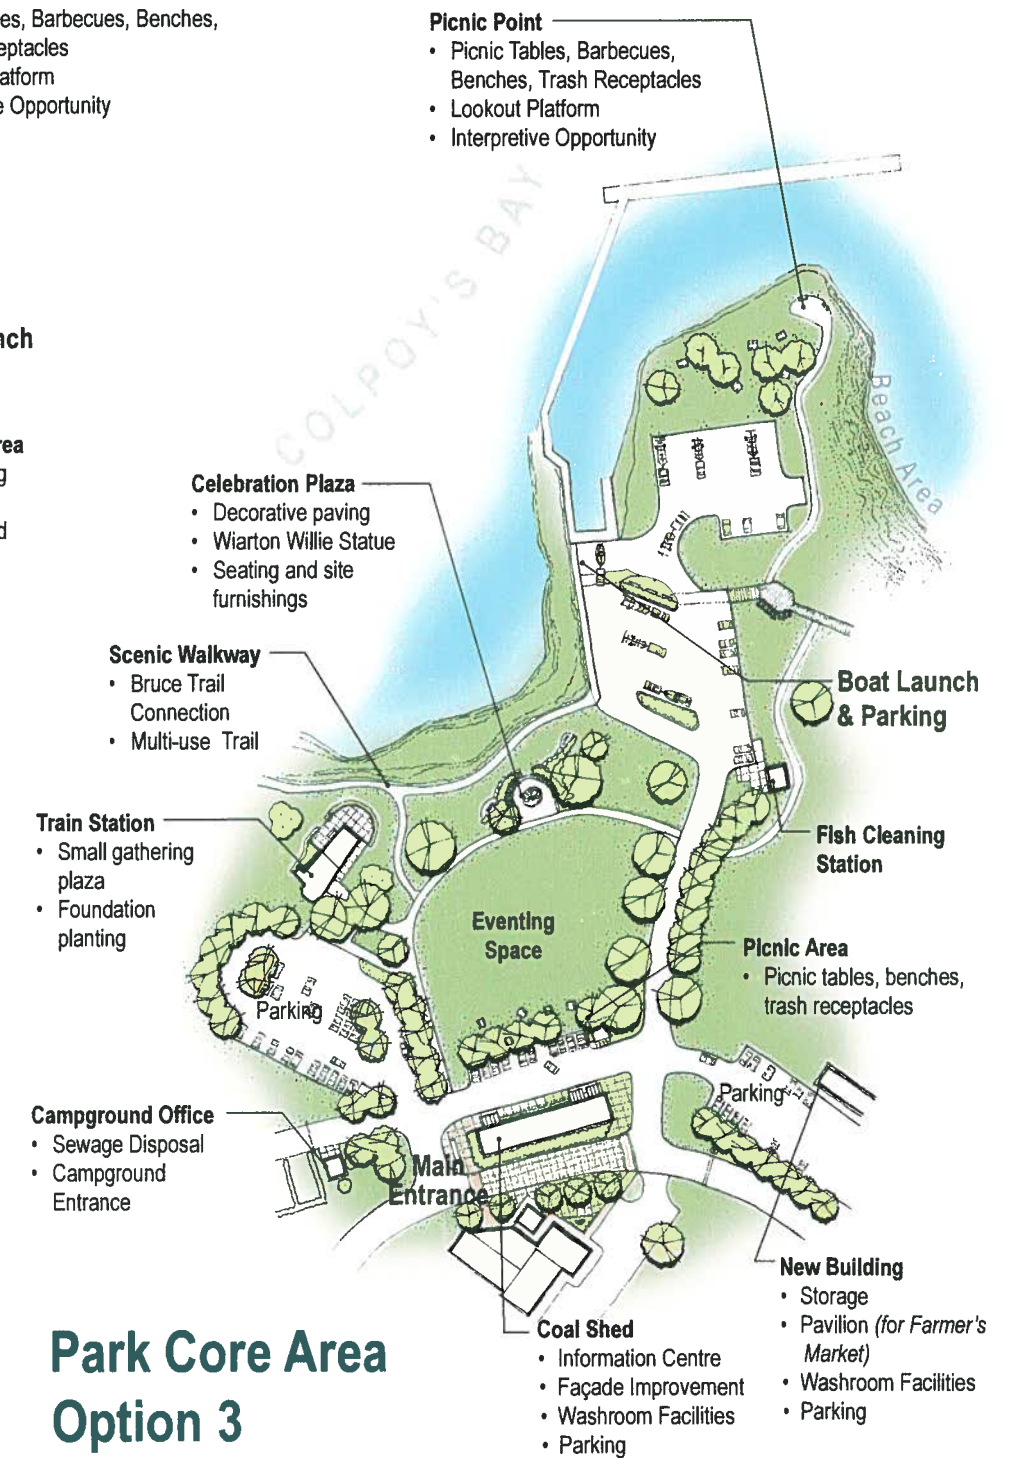 es, Barbecues, Benches,
eptacles
atform
e Opportunity
nch
rea
g
d
Picnic Point
• Picnic Tables, Barbecues,
Benches, Trash Receptacles
• Lookout Platform
• Interpretive Opportunity
COLPOY'S BAY
Beach Area
Celebration Plaza
• Decorative paving
• Wiarton Willie Statue
• Seating and site
furnishings
Scenic Walkway
• Bruce Trail
Connection
• Multi-use Trail
Boat Launch
& Parking
Train Station
• Small gathering
plaza
• Foundation
planting
Fish Cleaning
Station
Eventing
Space
Picnic Area
• Picnic tables, benches,
trash receptacles
Parking
Parking
Campground Office
• Sewage Disposal
• Campground
Entrance
Main
Entrance
New Building
• Storage
• Pavilion (for Farmer's
Market)
• Washroom Facilities
• Parking
Coal Shed
• Information Centre
• Façade Improvement
• Washroom Facilities
• Parking
Park Core Area
Option 3